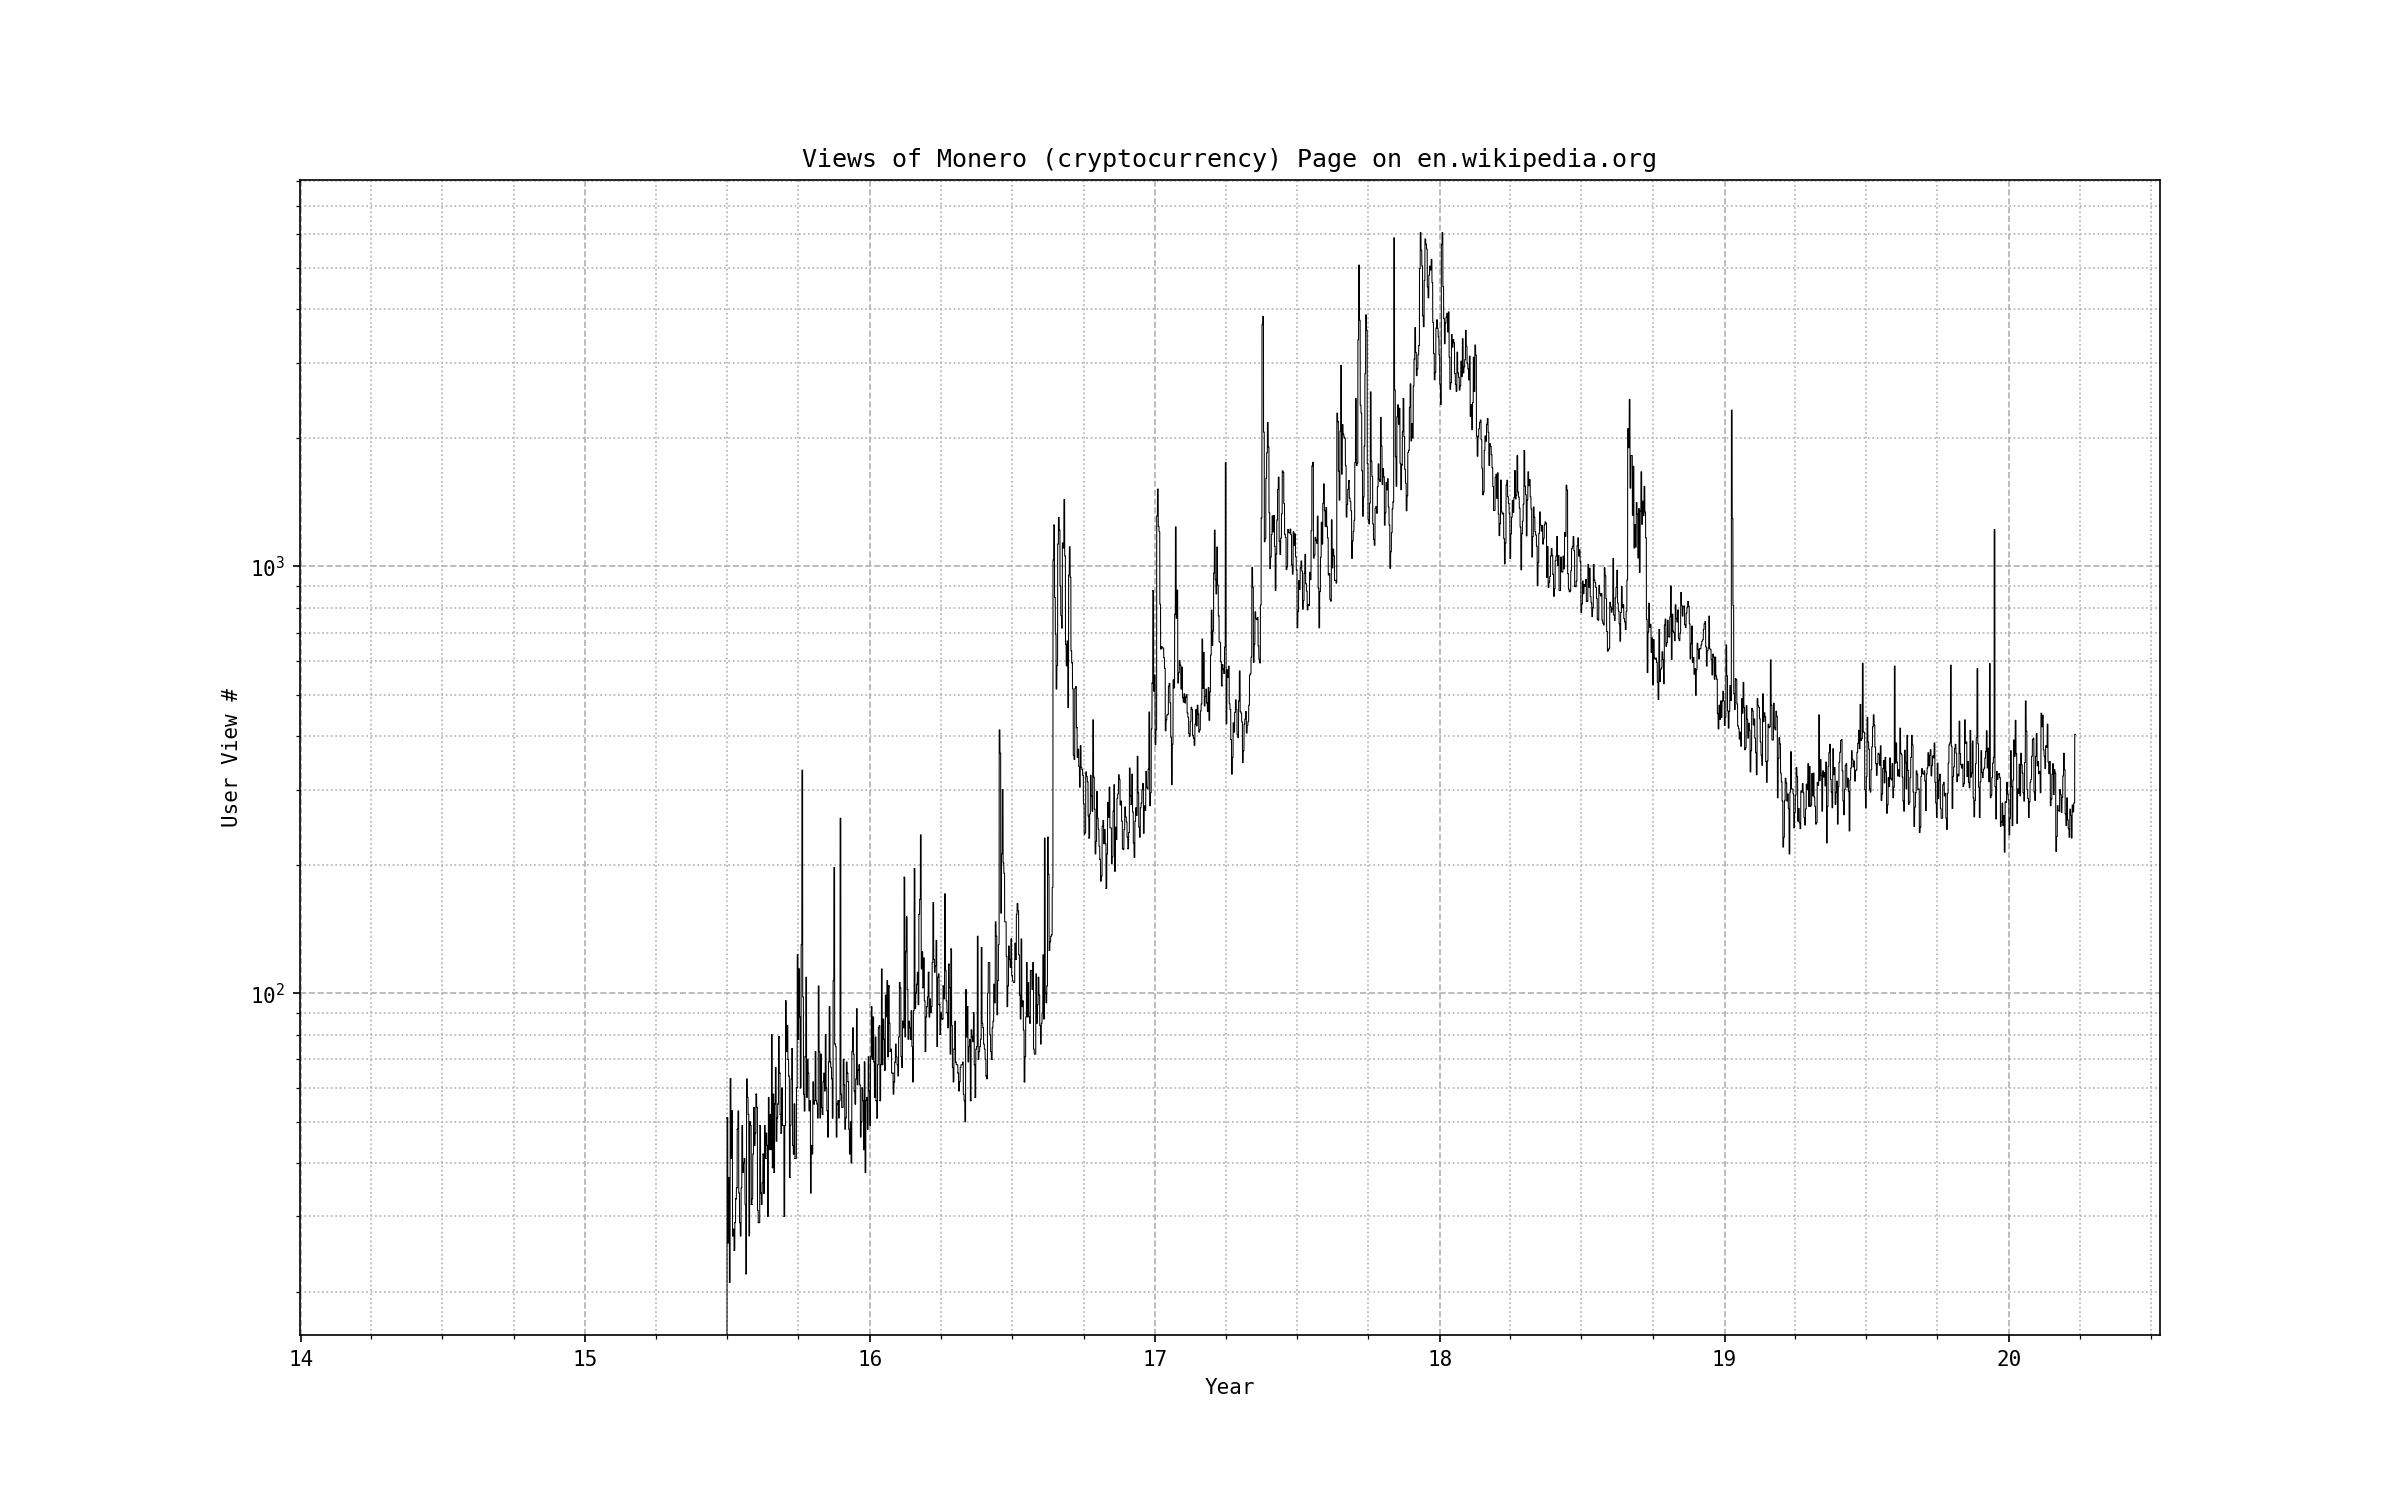 Views of Monero (cryptocurrency) Page on en.wikipedia.org
User View #
10³
10²
14 15 16 17 18 19 20
Year